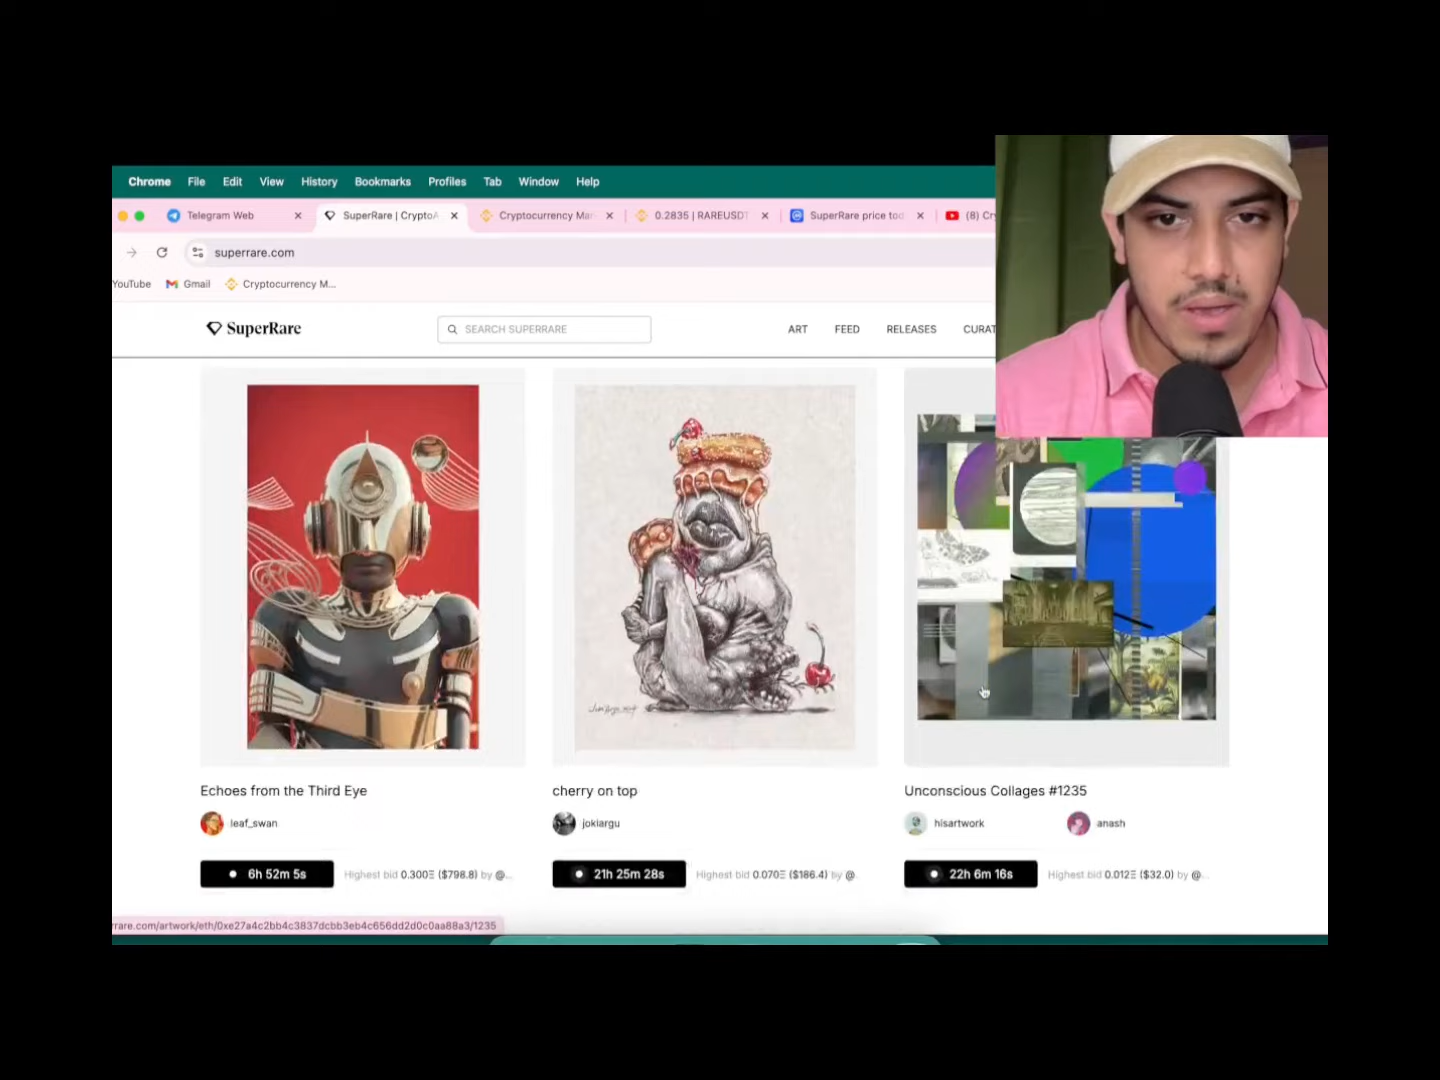 Chrome File Edit View History Bookmarks Profiles Tab Window Help
Telegram Web SuperRare | CryptoA Cryptocurrency Mar 0.2835 | RAREUSDT SuperRare price tod (8) Cry
superrare.com
YouTube Gmail Cryptocurrency M...
SuperRare SEARCH SUPERRARE ART FEED RELEASES CURAT
Echoes from the Third Eye
leaf_swan
6h 52m 5s Highest bid 0.300Ξ ($798.8) by @...
cherry on top
jokiargu
21h 25m 28s Highest bid 0.070Ξ ($186.4) by @
Unconscious Collages #1235
hisartwork anash
22h 6m 16s Highest bid 0.012Ξ ($32.0) by @...
rare.com/artwork/eth/0xe27a4c2bb4c3837dcbb3eb4c656dd2d0c0aa88a3/1235